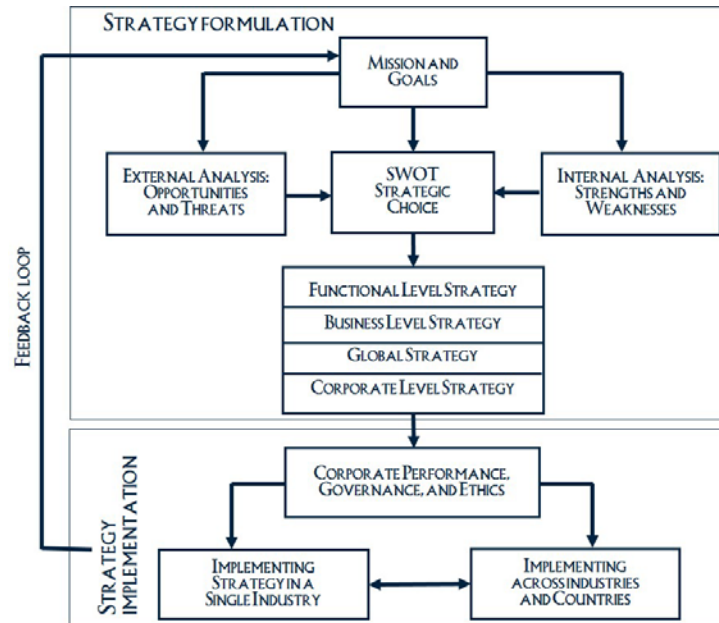 STRATEGY FORMULATION
MISSION AND
GOALS
EXTERNAL ANALYSIS:
OPPORTUNITIES
AND THREATS
SWOT
STRATEGIC
CHOICE
INTERNAL ANALYSIS:
STRENGTHS AND
WEAKNESSES
FUNCTIONAL LEVEL STRATEGY
BUSINESS LEVEL STRATEGY
GLOBAL STRATEGY
CORPORATE LEVEL STRATEGY
FEEDBACK LOOP
STRATEGY
IMPLEMENTATION
CORPORATE PERFORMANCE,
GOVERNANCE, AND ETHICS
IMPLEMENTING
STRATEGY IN A
SINGLE INDUSTRY
IMPLEMENTING
ACROSS INDUSTRIES
AND COUNTRIES